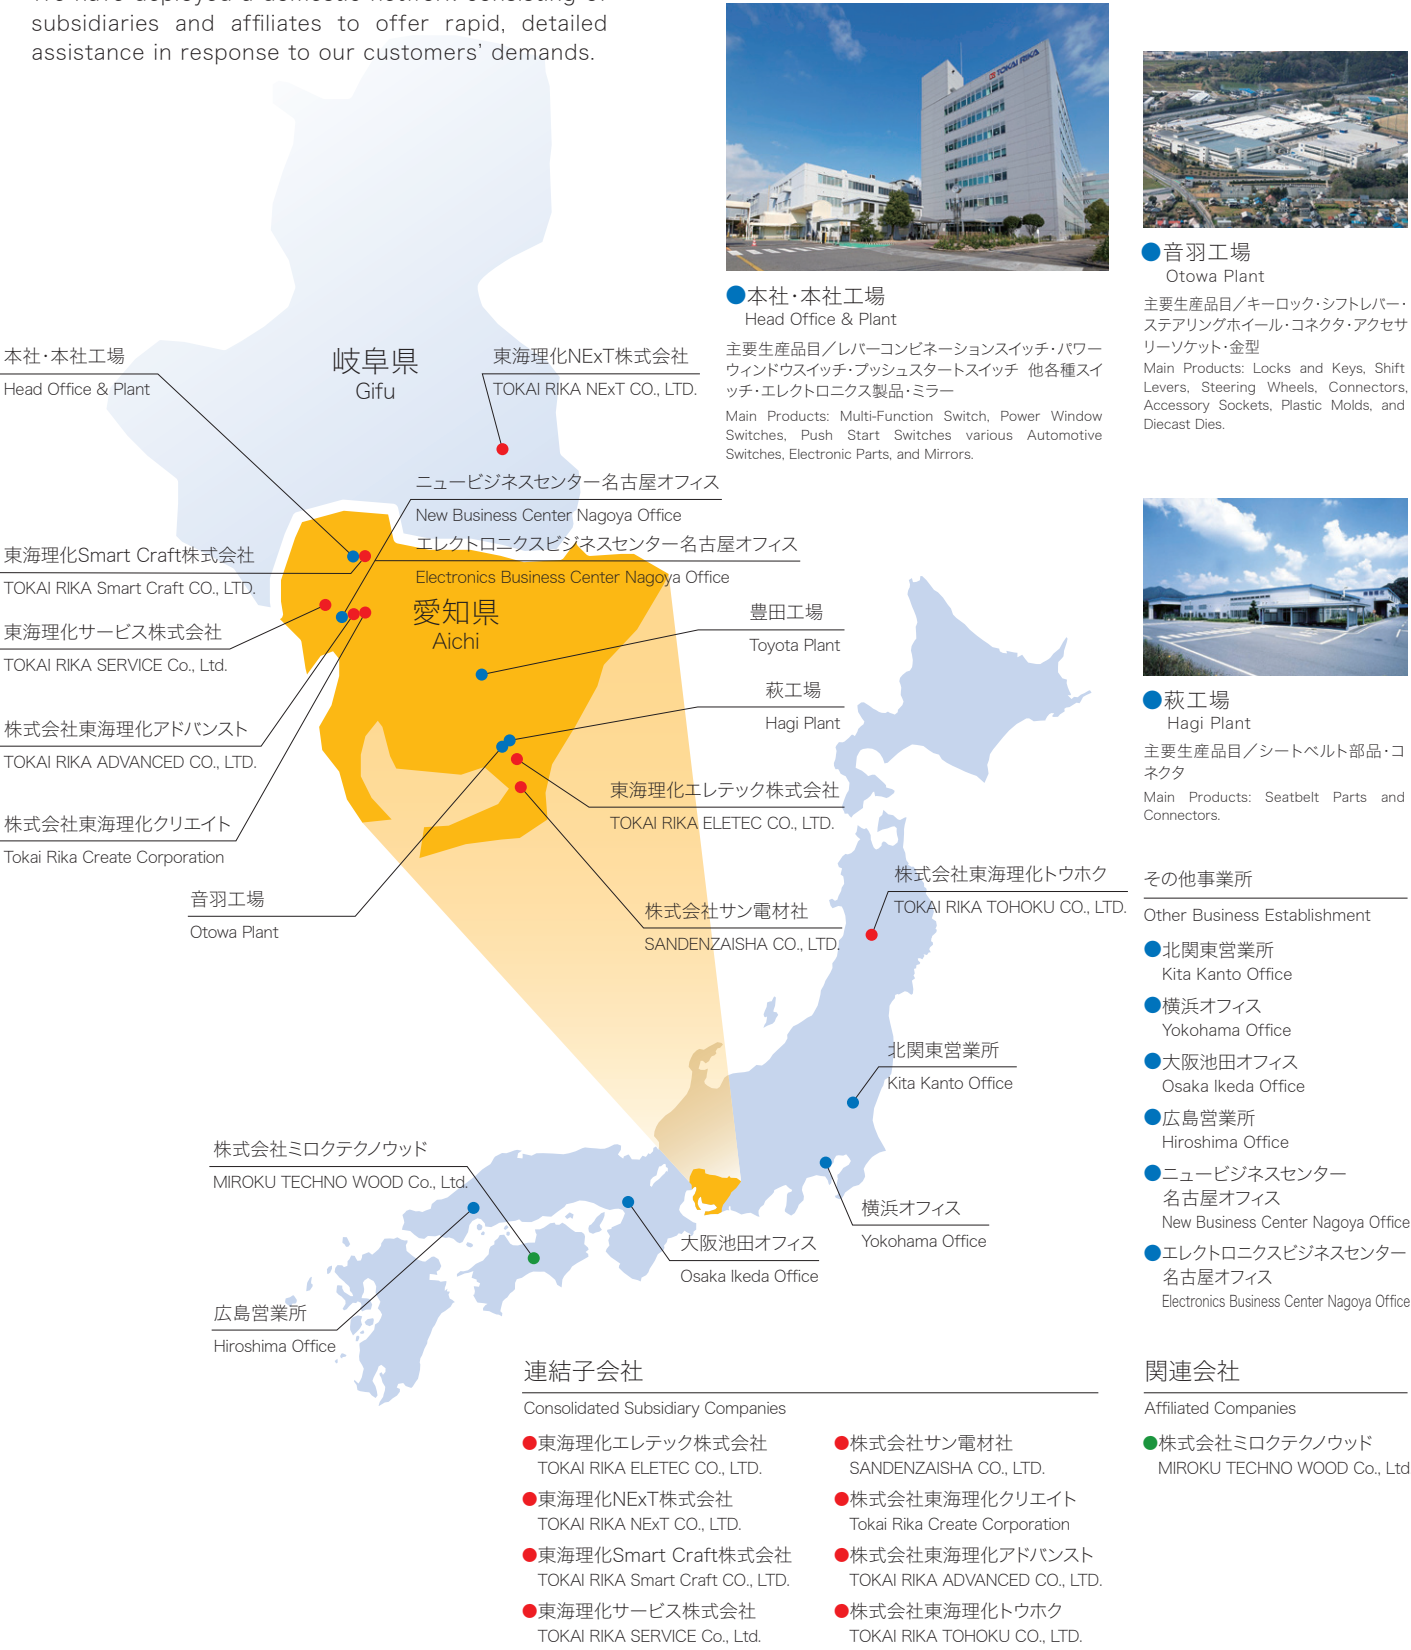 subsidiaries and affiliates to offer rapid, detailed
assistance in response to our customers' demands.
TOKAI RIKA
本社・本社工場
Head Office & Plant
主要生産品目／レバーコンビネーションスイッチ・パワー
ウィンドウスイッチ・プッシュスタートスイッチ 他各種スイ
ッチ・エレクトロニクス製品・ミラー
Main Products: Multi-Function Switch, Power Window
Switches, Push Start Switches various Automotive
Switches, Electronic Parts, and Mirrors.
音羽工場
Otowa Plant
主要生産品目／キーロック・シフトレバー・
ステアリングホイール・コネクタ・アクセサ
リーソケット・金型
Main Products: Locks and Keys, Shift
Levers, Steering Wheels, Connectors,
Accessory Sockets, Plastic Molds, and
Diecast Dies.
萩工場
Hagi Plant
主要生産品目／シートベルト部品・コ
ネクタ
Main Products: Seatbelt Parts and
Connectors.
岐阜県
Gifu
本社・本社工場
Head Office & Plant
東海理化NExT株式会社
TOKAI RIKA NExT CO., LTD.
ニュービジネスセンター名古屋オフィス
New Business Center Nagoya Office
エレクトロニクスビジネスセンター名古屋オフィス
Electronics Business Center Nagoya Office
東海理化Smart Craft株式会社
TOKAI RIKA Smart Craft CO., LTD.
愛知県
Aichi
東海理化サービス株式会社
TOKAI RIKA SERVICE Co., Ltd.
豊田工場
Toyota Plant
萩工場
Hagi Plant
株式会社東海理化アドバンスト
TOKAI RIKA ADVANCED CO., LTD.
東海理化エレテック株式会社
TOKAI RIKA ELETEC CO., LTD.
株式会社東海理化クリエイト
Tokai Rika Create Corporation
音羽工場
Otowa Plant
株式会社サン電材社
SANDENZAISHA CO., LTD.
株式会社東海理化トウホク
TOKAI RIKA TOHOKU CO., LTD.
北関東営業所
Kita Kanto Office
株式会社ミロクテクノウッド
MIROKU TECHNO WOOD Co., Ltd.
横浜オフィス
Yokohama Office
大阪池田オフィス
Osaka Ikeda Office
広島営業所
Hiroshima Office
その他事業所
Other Business Establishment
北関東営業所
Kita Kanto Office
横浜オフィス
Yokohama Office
大阪池田オフィス
Osaka Ikeda Office
広島営業所
Hiroshima Office
ニュービジネスセンター
名古屋オフィス
New Business Center Nagoya Office
エレクトロニクスビジネスセンター
名古屋オフィス
Electronics Business Center Nagoya Office
連結子会社
Consolidated Subsidiary Companies
東海理化エレテック株式会社
TOKAI RIKA ELETEC CO., LTD.
東海理化NExT株式会社
TOKAI RIKA NExT CO., LTD.
東海理化Smart Craft株式会社
TOKAI RIKA Smart Craft CO., LTD.
東海理化サービス株式会社
TOKAI RIKA SERVICE Co., Ltd.
株式会社サン電材社
SANDENZAISHA CO., LTD.
株式会社東海理化クリエイト
Tokai Rika Create Corporation
株式会社東海理化アドバンスト
TOKAI RIKA ADVANCED CO., LTD.
株式会社東海理化トウホク
TOKAI RIKA TOHOKU CO., LTD.
関連会社
Affiliated Companies
株式会社ミロクテクノウッド
MIROKU TECHNO WOOD Co., Ltd